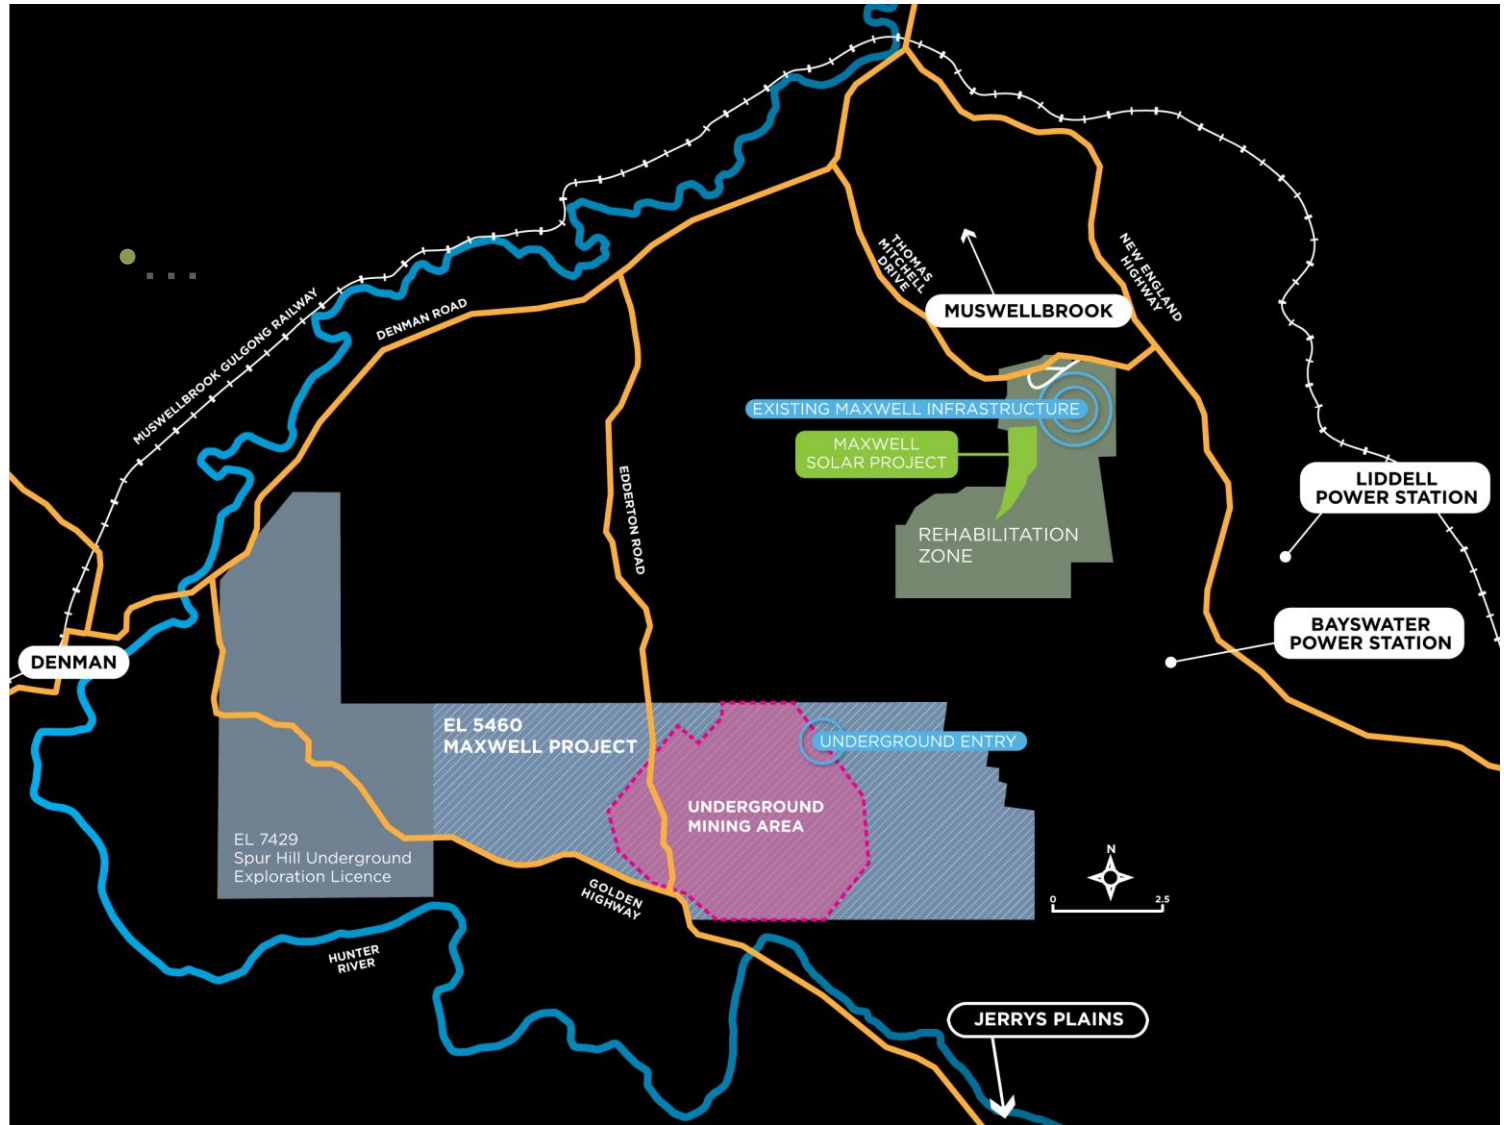 THOMAS
MITCHELL
DRIVE
NEW ENGLAND
HIGHWAY
MUSWELLBROOK
MUSWELLBROOK GULGONG RAILWAY
DENMAN ROAD
EXISTING MAXWELL INFRASTRUCTURE
MAXWELL
SOLAR PROJECT
EDDERTON ROAD
LIDDELL
POWER STATION
REHABILITATION
ZONE
BAYSWATER
POWER STATION
DENMAN
EL 5460
MAXWELL PROJECT
UNDERGROUND ENTRY
UNDERGROUND
MINING AREA
EL 7429
Spur Hill Underground
Exploration Licence
N
0 2.5
GOLDEN
HIGHWAY
HUNTER
RIVER
JERRYS PLAINS